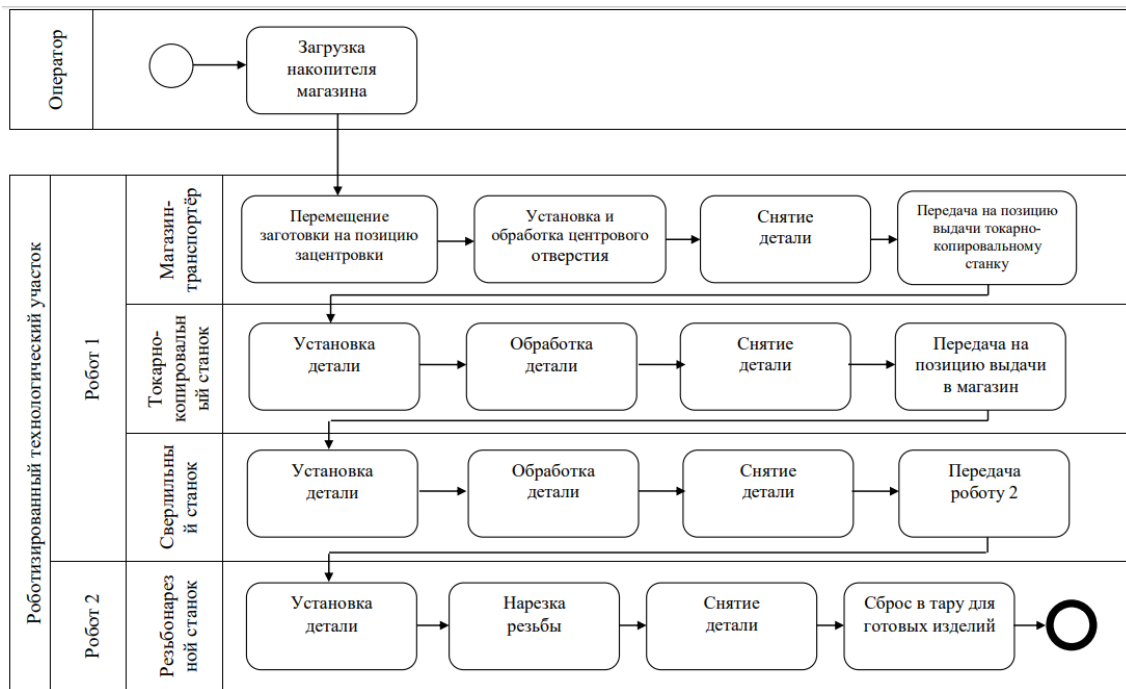 Оператор
Загрузка
накопителя
магазина
Роботизированный технологический участок
Робот 1
Магазин-
транспортёр
Перемещение
заготовки на позицию
зацентровки
Установка и
обработка центрового
отверстия
Снятие
детали
Передача на позицию
выдачи токарно-
копировальному
станку
Токарно-
копировальн
ый станок
Установка
детали
Обработка
детали
Снятие
детали
Передача на
позицию выдачи
в магазин
Сверлильны
й станок
Установка
детали
Обработка
детали
Снятие
детали
Передача
роботу 2
Робот 2
Резьбонарез
ной станок
Установка
детали
Нарезка
резьбы
Снятие
детали
Сброс в тару для
готовых изделий